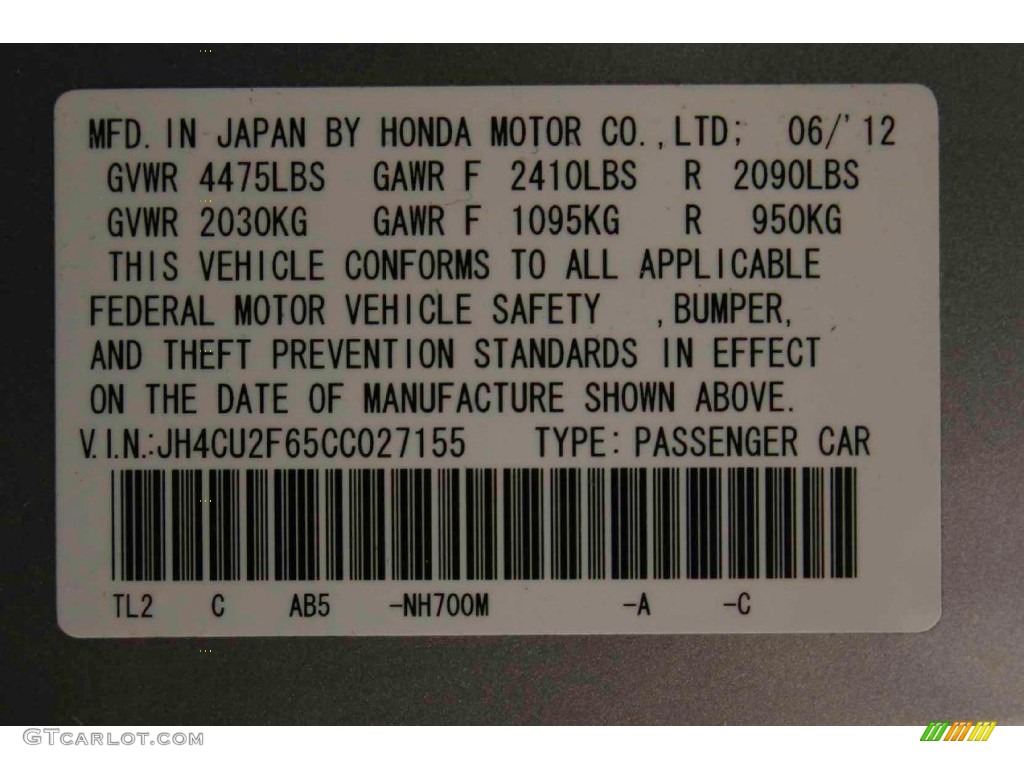 MFD. IN JAPAN BY HONDA MOTOR CO.,LTD; 06/'12
GVWR 4475LBS GAWR F 2410LBS R 2090LBS
GVWR 2030KG GAWR F 1095KG R 950KG
THIS VEHICLE CONFORMS TO ALL APPLICABLE
FEDERAL MOTOR VEHICLE SAFETY ,BUMPER,
AND THEFT PREVENTION STANDARDS IN EFFECT
ON THE DATE OF MANUFACTURE SHOWN ABOVE.
V.I.N.:JH4CU2F65CC027155 TYPE: PASSENGER CAR
TL2 C AB5 -NH700M -A -C
GTCarlot.com